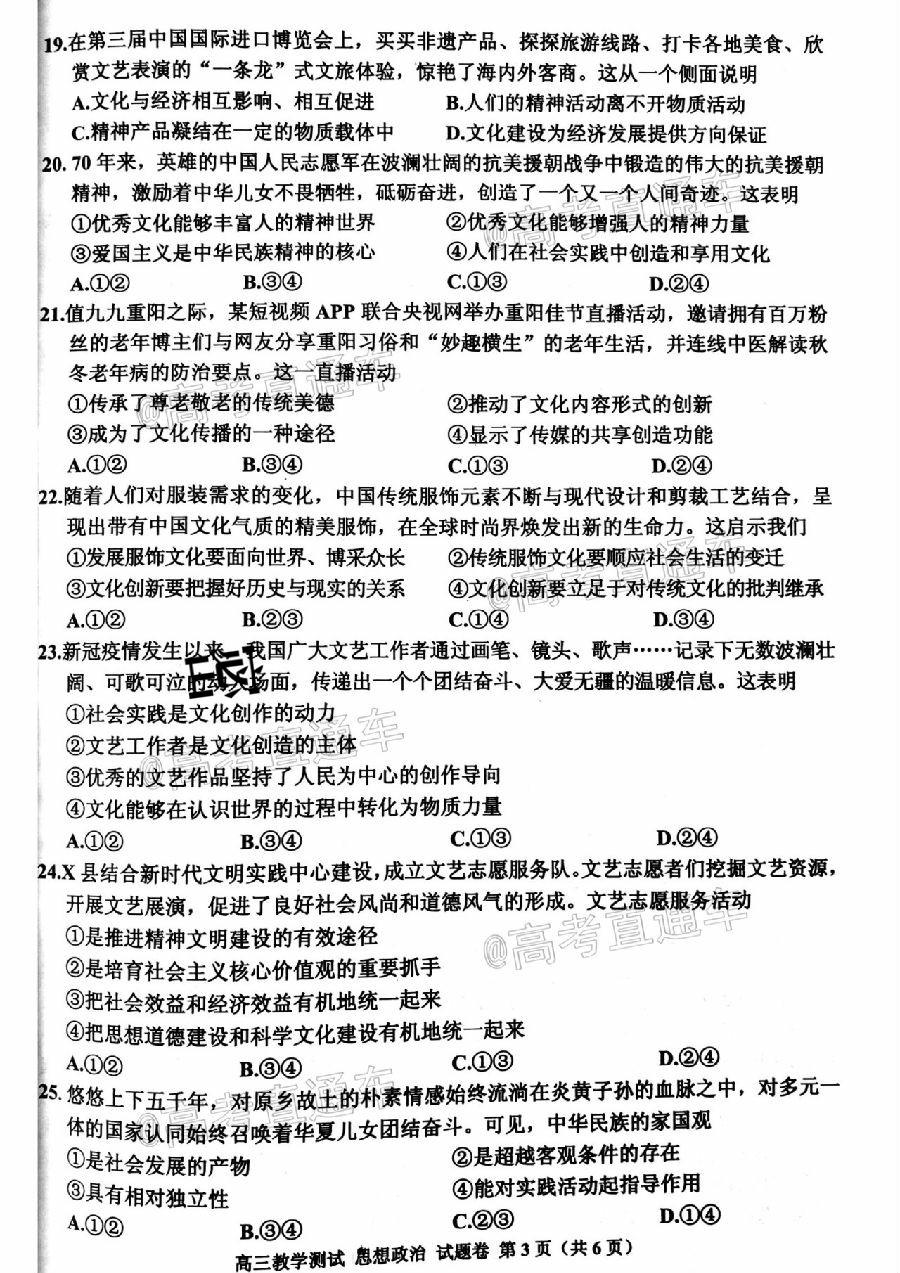 19.在第三届中国国际进口博览会上，买买非遗产品、探探旅游线路、打卡各地美食、欣
赏文艺表演的“一条龙”式文旅体验，惊艳了海内外客商。这从一个侧面说明
A.文化与经济相互影响、相互促进 B.人们的精神活动离不开物质活动
C.精神产品凝结在一定的物质载体中 D.文化建设为经济发展提供方向保证
20.70年来，英雄的中国人民志愿军在波澜壮阔的抗美援朝战争中锻造的伟大的抗美援朝
精神，激励着中华儿女不畏牺牲，砥砺奋进，创造了一个又一个人间奇迹。这表明
①优秀文化能够丰富人的精神世界 ②优秀文化能够增强人的精神力量
③爱国主义是中华民族精神的核心 ④人们在社会实践中创造和享用文化
A.①② B.③④ C.①③ D.②④
21.值九九重阳之际，某短视频APP联合央视网举办重阳佳节直播活动，邀请拥有百万粉
丝的老年博主们与网友分享重阳习俗和“妙趣横生”的老年生活，并连线中医解读秋
冬老年病的防治要点。这一直播活动
①传承了尊老敬老的传统美德 ②推动了文化内容形式的创新
③成为了文化传播的一种途径 ④显示了传媒的共享创造功能
A.①② B.③④ C.①③ D.②④
22.随着人们对服装需求的变化，中国传统服饰元素不断与现代设计和剪裁工艺结合，呈
现出带有中国文化气质的精美服饰，在全球时尚界焕发出新的生命力。这启示我们
①发展服饰文化要面向世界、博采众长 ②传统服饰文化要顺应社会生活的变迁
③文化创新要把握好历史与现实的关系 ④文化创新要立足于对传统文化的批判继承
A.①② B.②③ C.①④ D.③④
23.新冠疫情发生以来，我国广大文艺工作者通过画笔、镜头、歌声……记录下无数波澜壮
阔、可歌可泣的动人场面，传递出一个个团结奋斗、大爱无疆的温暖信息。这表明
①社会实践是文化创作的动力
②文艺工作者是文化创造的主体
③优秀的文艺作品坚持了人民为中心的创作导向
④文化能够在认识世界的过程中转化为物质力量
A.①② B.③④ C.①③ D.②④
24.X县结合新时代文明实践中心建设，成立文艺志愿服务队。文艺志愿者们挖掘文艺资源，
开展文艺展演，促进了良好社会风尚和道德风气的形成。文艺志愿服务活动
①是推进精神文明建设的有效途径
②是培育社会主义核心价值观的重要抓手
③把社会效益和经济效益有机地统一起来
④把思想道德建设和科学文化建设有机地统一起来
A.①② B.③④ C.①③ D.②④
25.悠悠上下五千年，对原乡故土的朴素情感始终流淌在炎黄子孙的血脉之中，对多元一
体的国家认同始终召唤着华夏儿女团结奋斗。可见，中华民族的家国观
①是社会发展的产物 ②是超越客观条件的存在
③具有相对独立性 ④能对实践活动起指导作用
A.①② B.③④ C.②③ D.①④
高三教学测试 思想政治 试题卷 第3页（共6页）
@高考直通车
@高考直通车
@高考直通车
@高考直通车
@高考直通车
@高考直通车